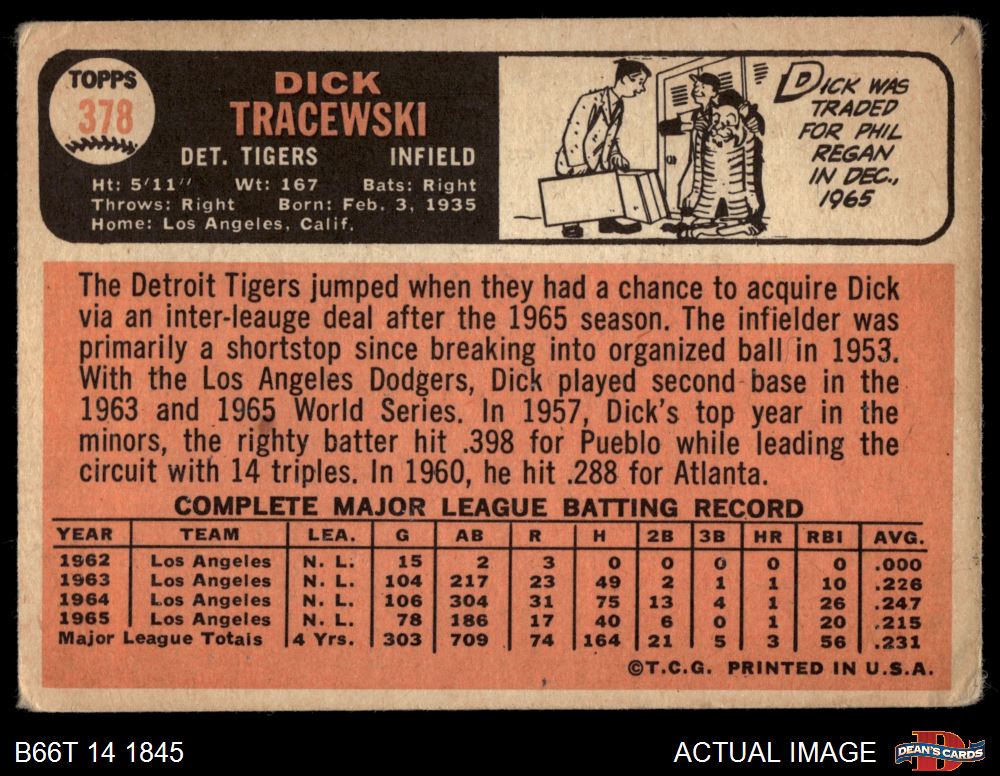 TOPPS
378
DICK
TRACEWSKI
DET. TIGERS INFIELD
Ht: 5'11" Wt: 167 Bats: Right
Throws: Right Born: Feb. 3, 1935
Home: Los Angeles, Calif.
DICK WAS
TRADED
FOR PHIL
REGAN
IN DEC.,
1965
The Detroit Tigers jumped when they had a chance to acquire Dick
via an inter-leauge deal after the 1965 season. The infielder was
primarily a shortstop since breaking into organized ball in 1953.
With the Los Angeles Dodgers, Dick played second base in the
1963 and 1965 World Series. In 1957, Dick's top year in the
minors, the righty batter hit .398 for Pueblo while leading the
circuit with 14 triples. In 1960, he hit .288 for Atlanta.
COMPLETE MAJOR LEAGUE BATTING RECORD
YEAR TEAM LEA. G AB R H 2B 3B HR RBI AVG.
1962 Los Angeles N. L. 15 2 3 0 0 0 0 0 .000
1963 Los Angeles N. L. 104 217 23 49 2 1 1 10 .226
1964 Los Angeles N. L. 106 304 31 75 13 4 1 26 .247
1965 Los Angeles N. L. 78 186 17 40 6 0 1 20 .215
Major League Totals 4 Yrs. 303 709 74 164 21 5 3 56 .231
©T.C.G. PRINTED IN U.S.A.
B66T 14 1845 ACTUAL IMAGE DEAN'S CARDS